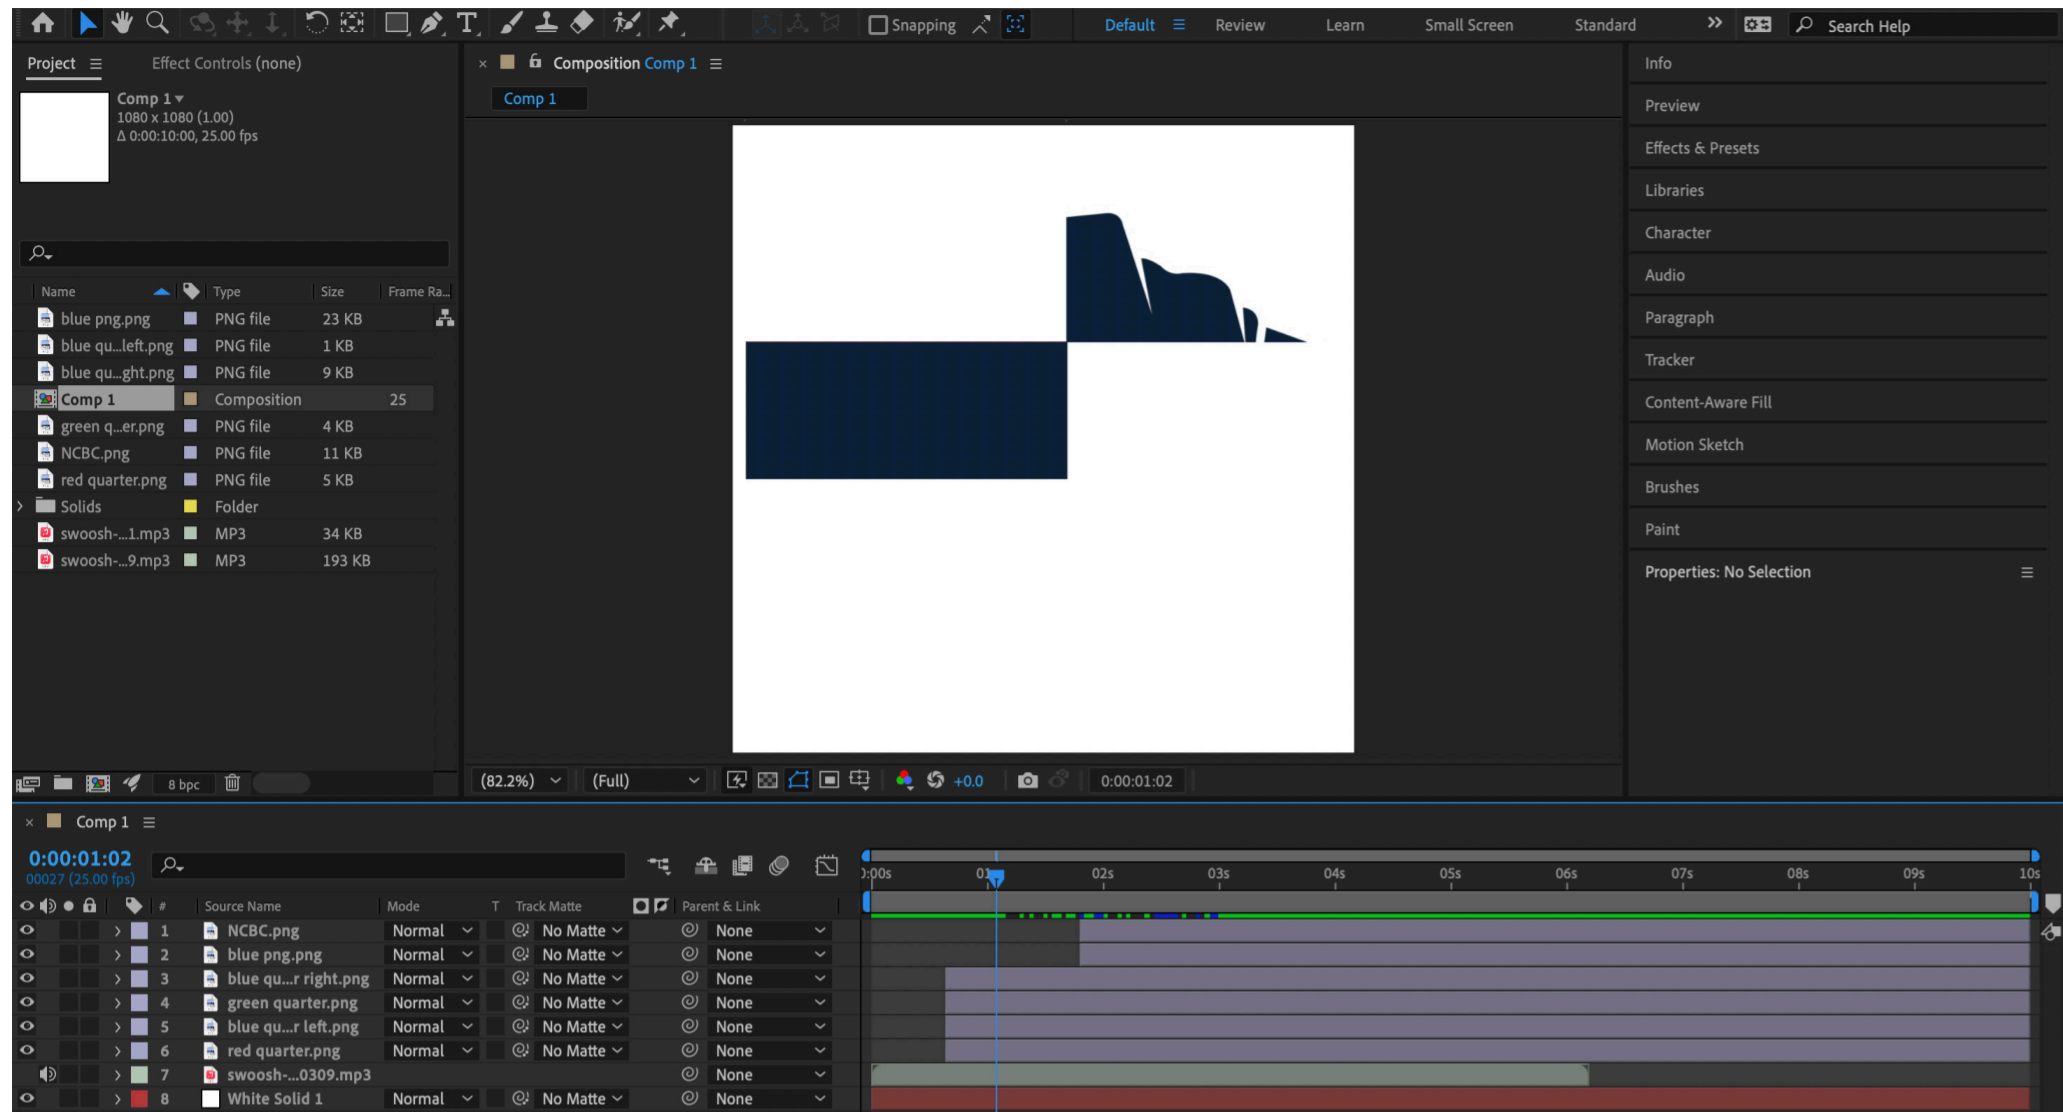 Snapping
Default
Review
Learn
Small Screen
Standard
Search Help
Project
Effect Controls (none)
Composition Comp 1
Comp 1
Comp 1
1080 x 1080 (1.00)
Δ 0:00:10:00, 25.00 fps
Name Type Size Frame Ra...
blue png.png PNG file 23 KB
blue qu...left.png PNG file 1 KB
blue qu...ght.png PNG file 9 KB
Comp 1 Composition 25
green q...er.png PNG file 4 KB
NCBC.png PNG file 11 KB
red quarter.png PNG file 5 KB
Solids Folder
swoosh-...1.mp3 MP3 34 KB
swoosh-...9.mp3 MP3 193 KB
8 bpc
(82.2%) (Full) +0.0 0:00:01:02
Info
Preview
Effects & Presets
Libraries
Character
Audio
Paragraph
Tracker
Content-Aware Fill
Motion Sketch
Brushes
Paint
Properties: No Selection
Comp 1
0:00:01:02
00027 (25.00 fps)
):00s 01s 02s 03s 04s 05s 06s 07s 08s 09s 10s
# Source Name Mode T Track Matte Parent & Link
1 NCBC.png Normal No Matte None
2 blue png.png Normal No Matte None
3 blue qu...r right.png Normal No Matte None
4 green quarter.png Normal No Matte None
5 blue qu...r left.png Normal No Matte None
6 red quarter.png Normal No Matte None
7 swoosh-...0309.mp3 None
8 White Solid 1 Normal No Matte None